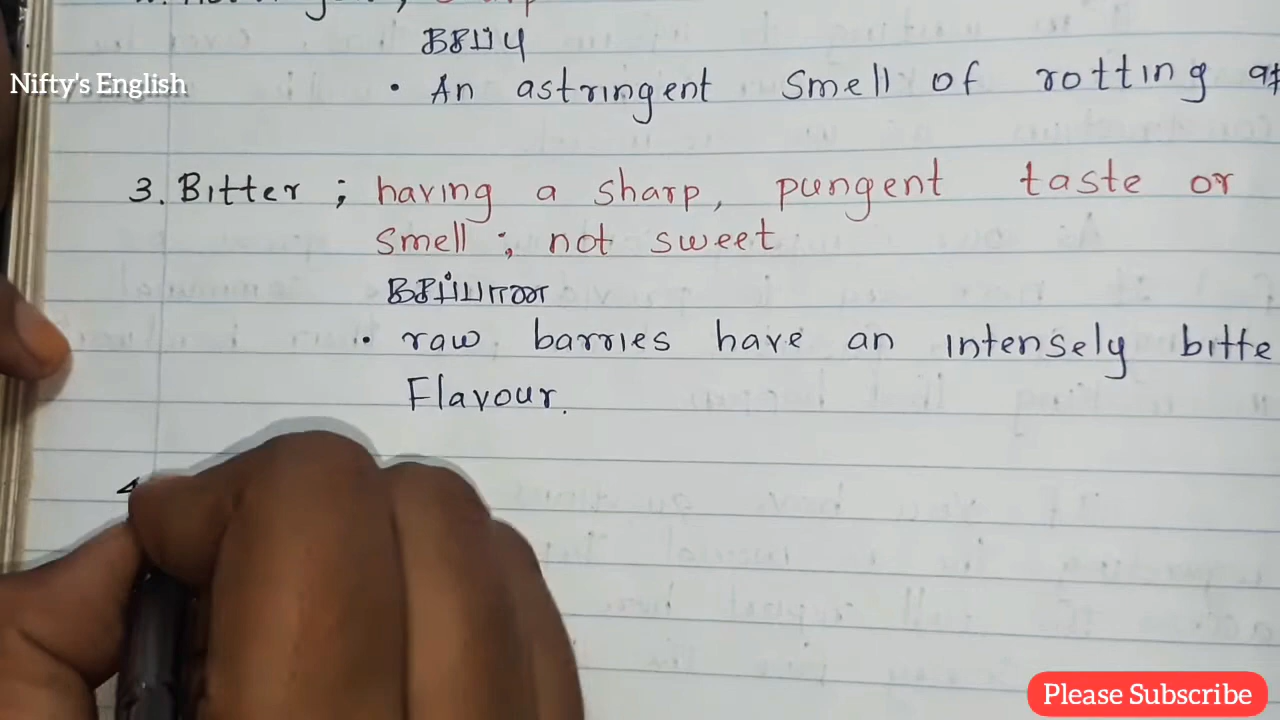 கசப்பு
Nifty's English
• An astringent smell of rotting
3. Bitter ; having a sharp, pungent taste or
smell ; not sweet
கசப்பான
• raw barries have an intensely bitte
Flavour.
4
Please Subscribe